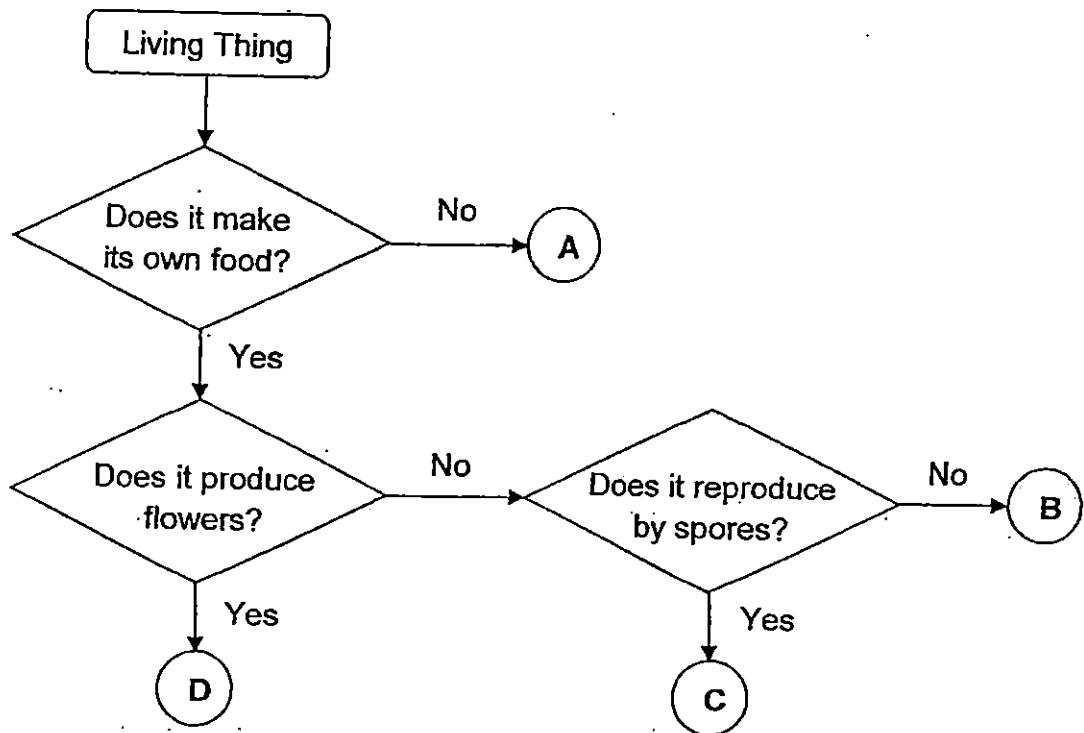 Living Thing
Does it make
its own food?
No
A
Yes
Does it produce
flowers?
No
Does it reproduce
by spores?
No
B
Yes
D
Yes
C